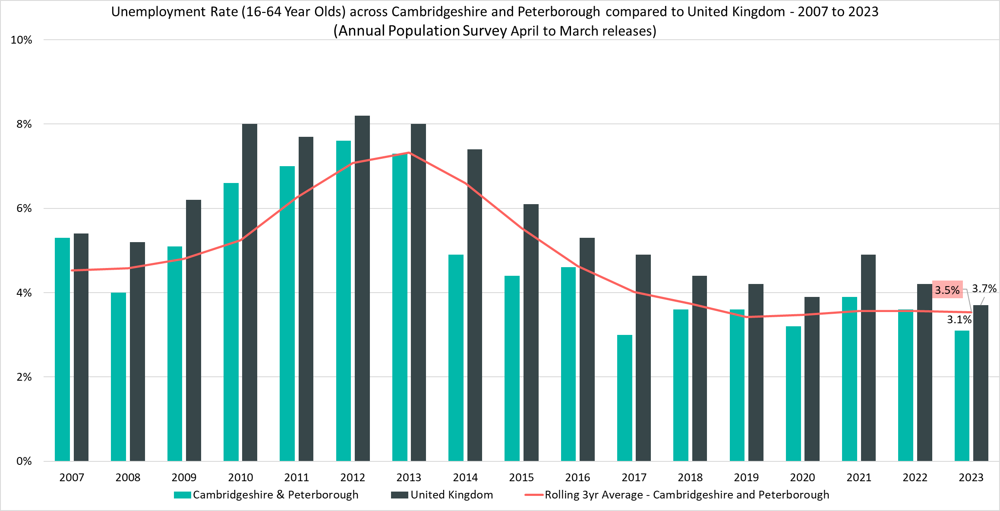 Unemployment Rate (16-64 Year Olds) across Cambridgeshire and Peterborough compared to United Kingdom - 2007 to 2023
(Annual Population Survey April to March releases)
10%
8%
6%
4%
2%
0%
3.5%
3.7%
3.1%
2007 2008 2009 2010 2011 2012 2013 2014 2015 2016 2017 2018 2019 2020 2021 2022 2023
Cambridgeshire & Peterborough United Kingdom Rolling 3yr Average - Cambridgeshire and Peterborough